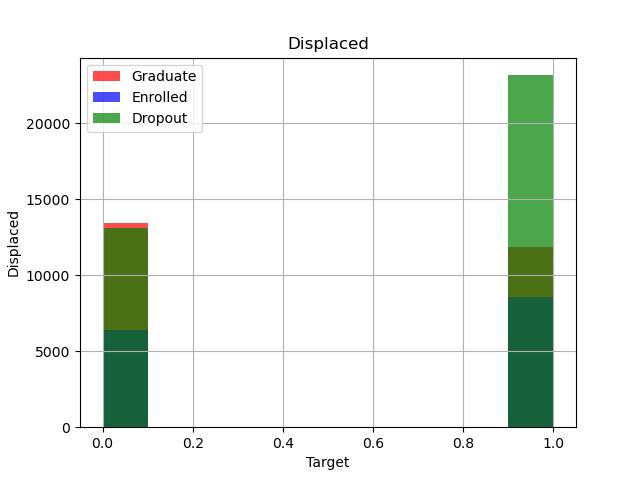 Displaced
Graduate
Enrolled
Dropout
20000
15000
10000
5000
0
Displaced
0.0 0.2 0.4 0.6 0.8 1.0
Target